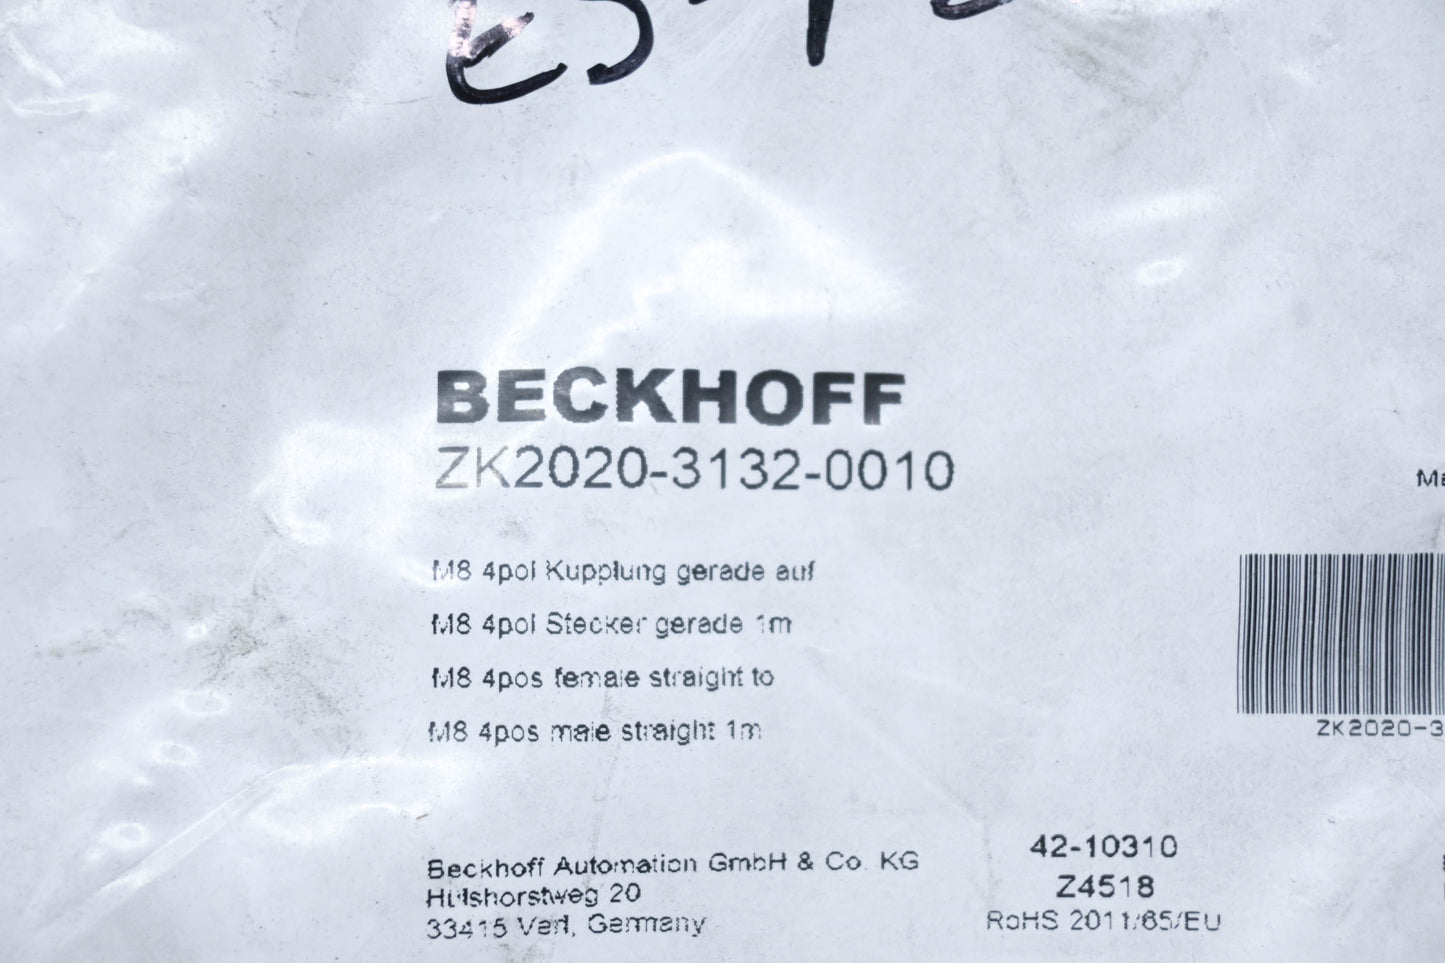 BECKHOFF
ZK2020-3132-0010
M8 4pol Kupplung gerade auf
M8 4pol Stecker gerade 1m
M8 4pos female straight to
M8 4pos male straight 1m
ZK2020-3
Beckhoff Automation GmbH & Co. KG
Hülshorstweg 20
33415 Verl, Germany
42-10310
Z4518
RoHS 2011/65/EU